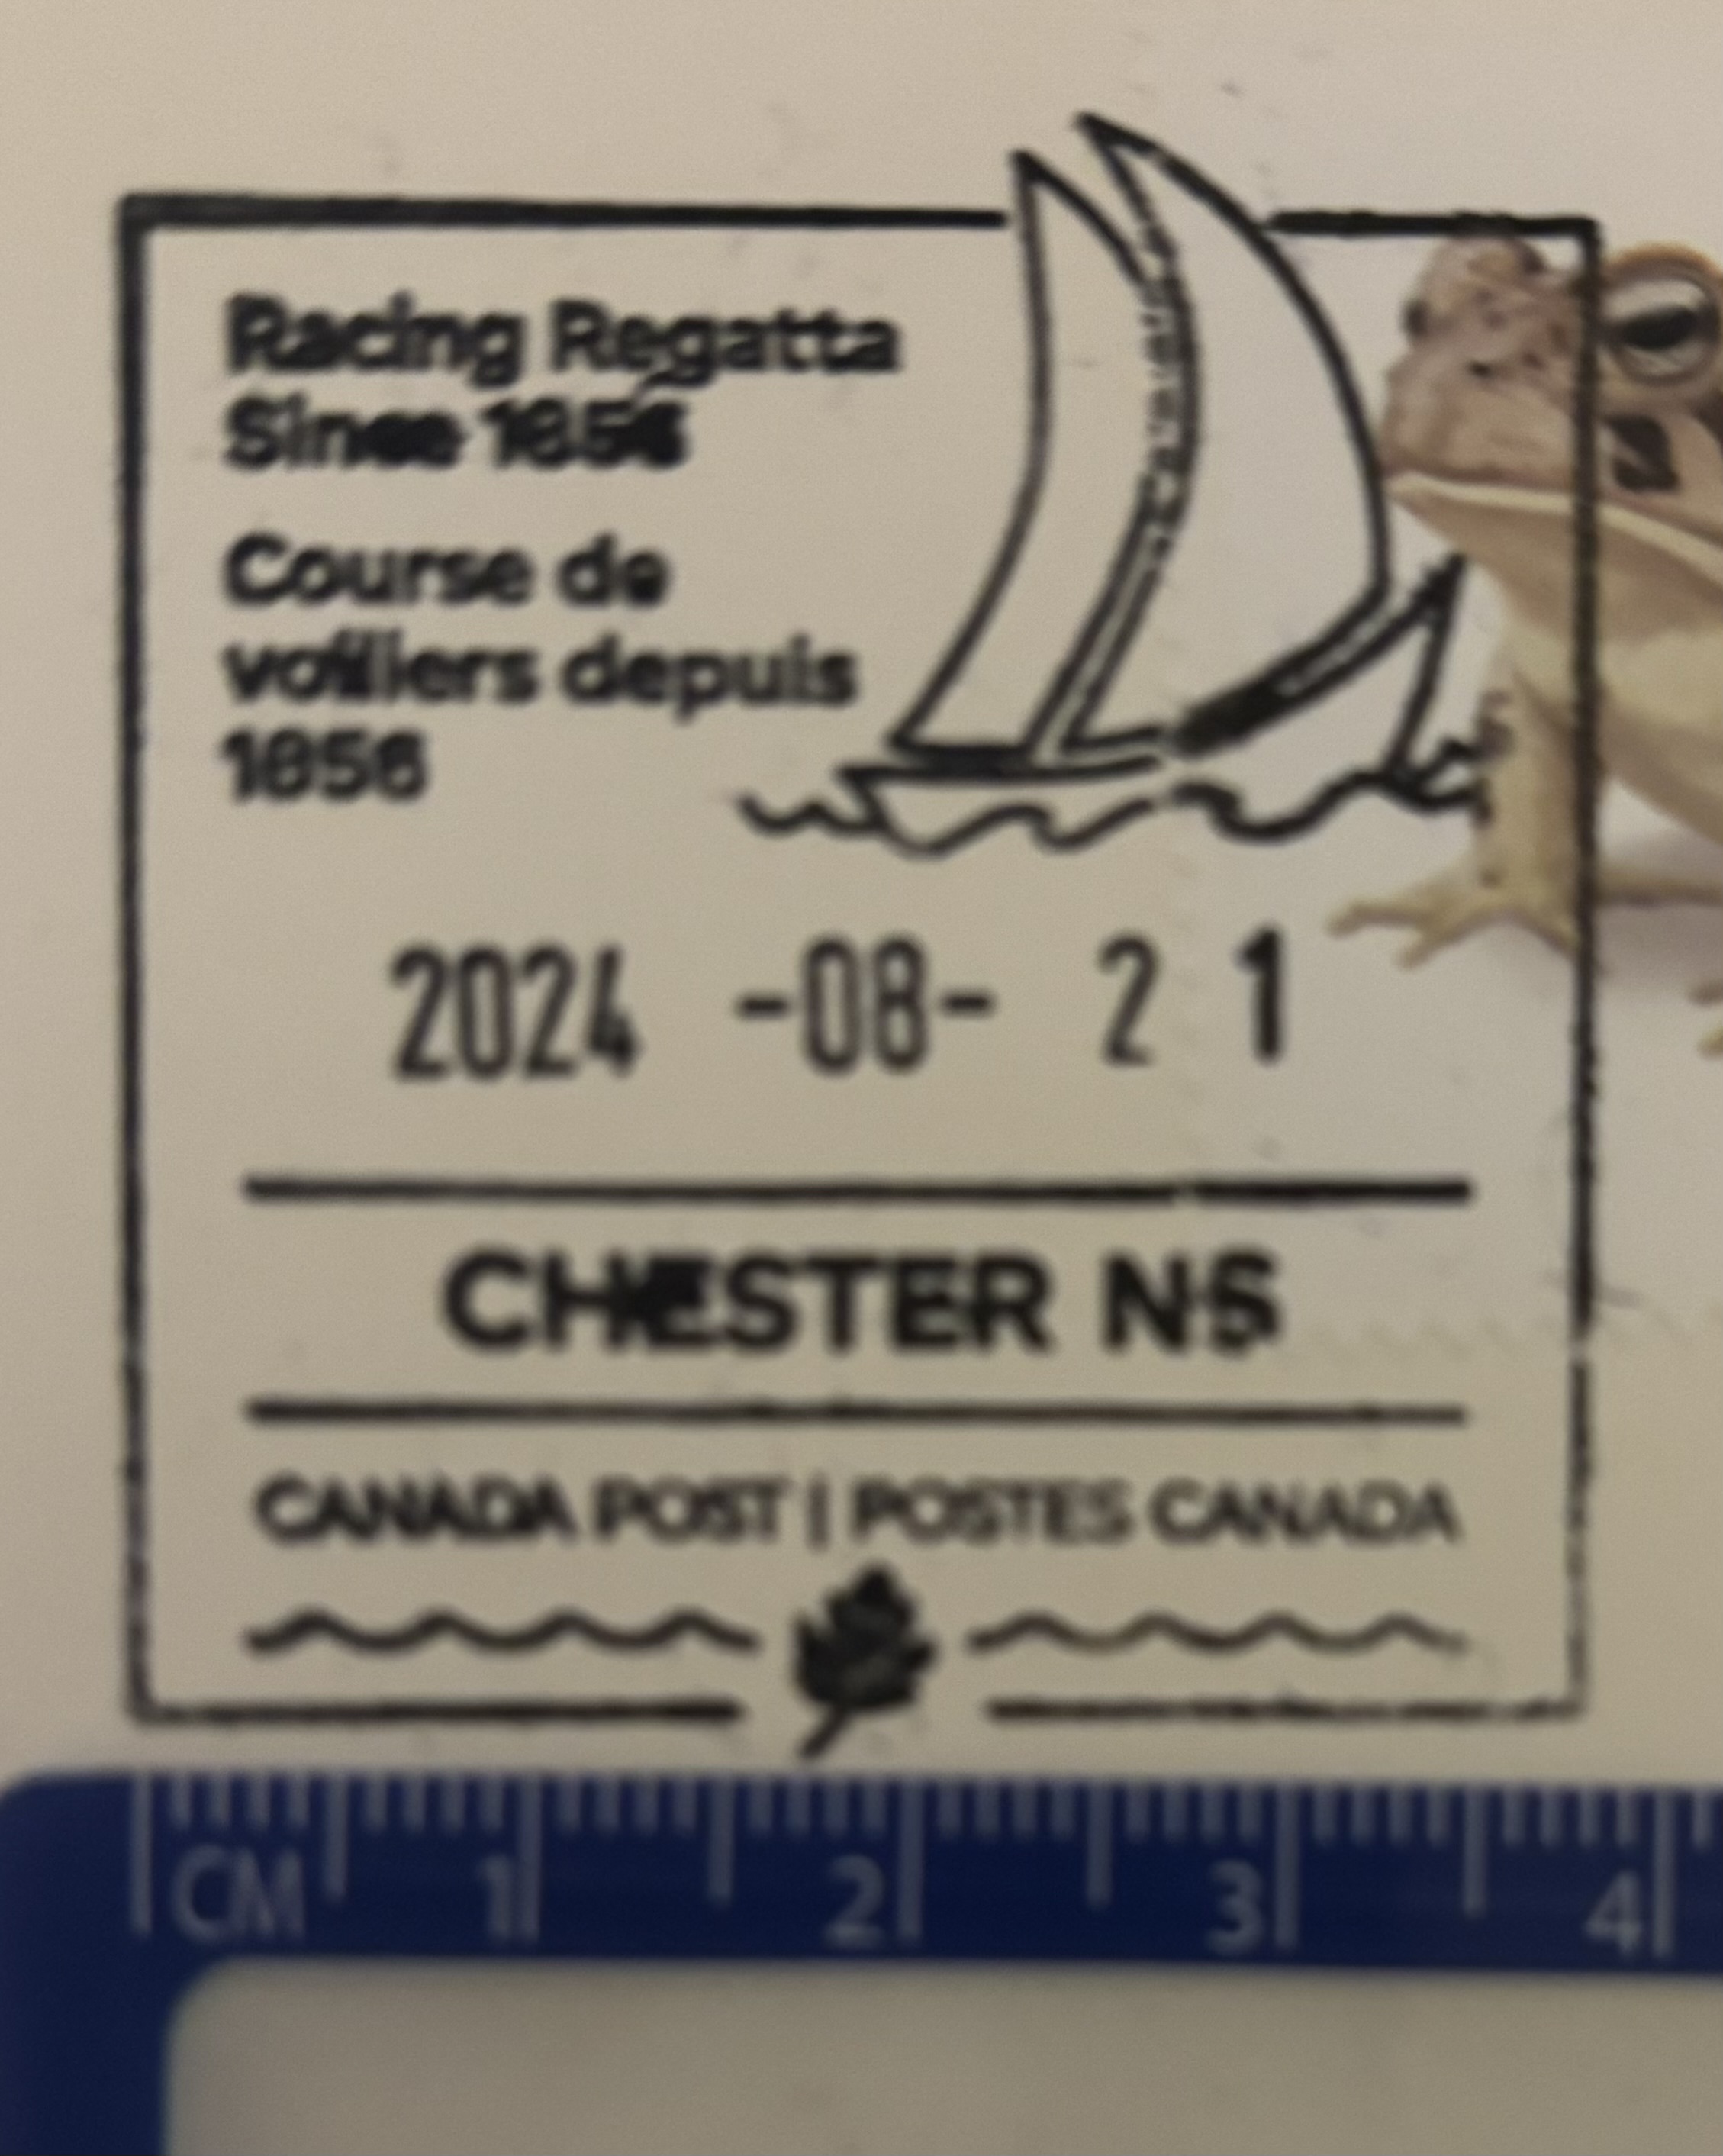 Racing Regatta
Since 1856
Course de
voiliers depuis
1856
2024 -08- 21
CHESTER NS
CANADA POST | POSTES CANADA
CM 1 2 3 4